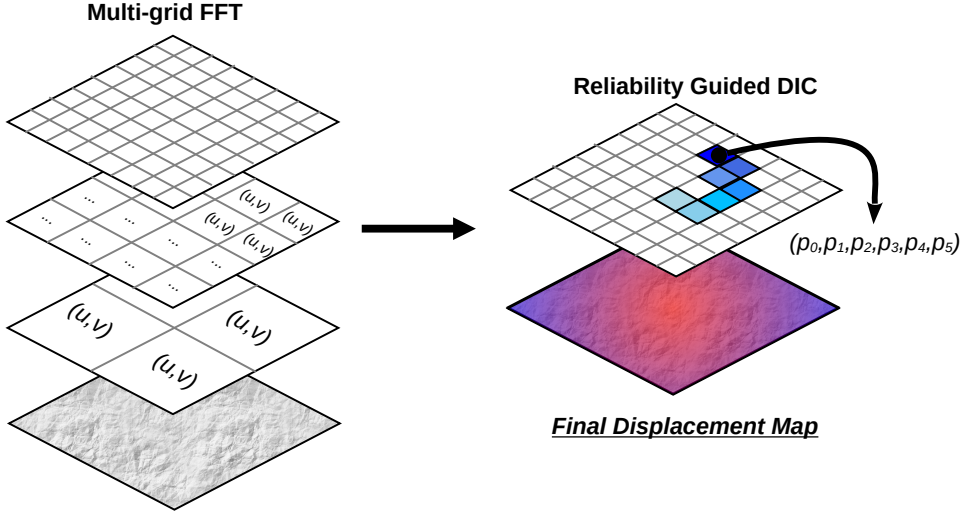 Multi-grid FFT
Reliability Guided DIC
(u,v)
... ... (u,v) (u,v)
... ... ... (u,v)
... ...
...
(p0,p1,p2,p3,p4,p5)
(u,v) (u,v)
(u,v)
Final Displacement Map